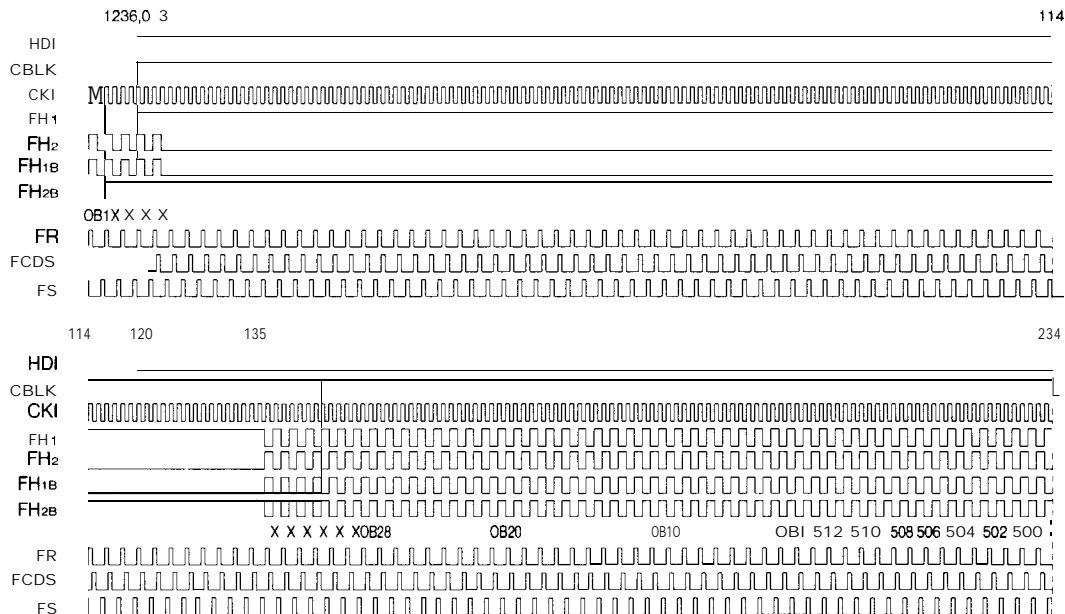 1236,0 3 114
HDI
CBLK
CKI
FH1
FH2
FH1B
FH2B
OB1X X X X
FR
FCDS
FS
114 120 135 234
HDI
CBLK
CKI
FH1
FH2
FH1B
FH2B
X X X X X XOB28 OB20 OB10 OBI 512 510 508 506 504 502 500
FR
FCDS
FS